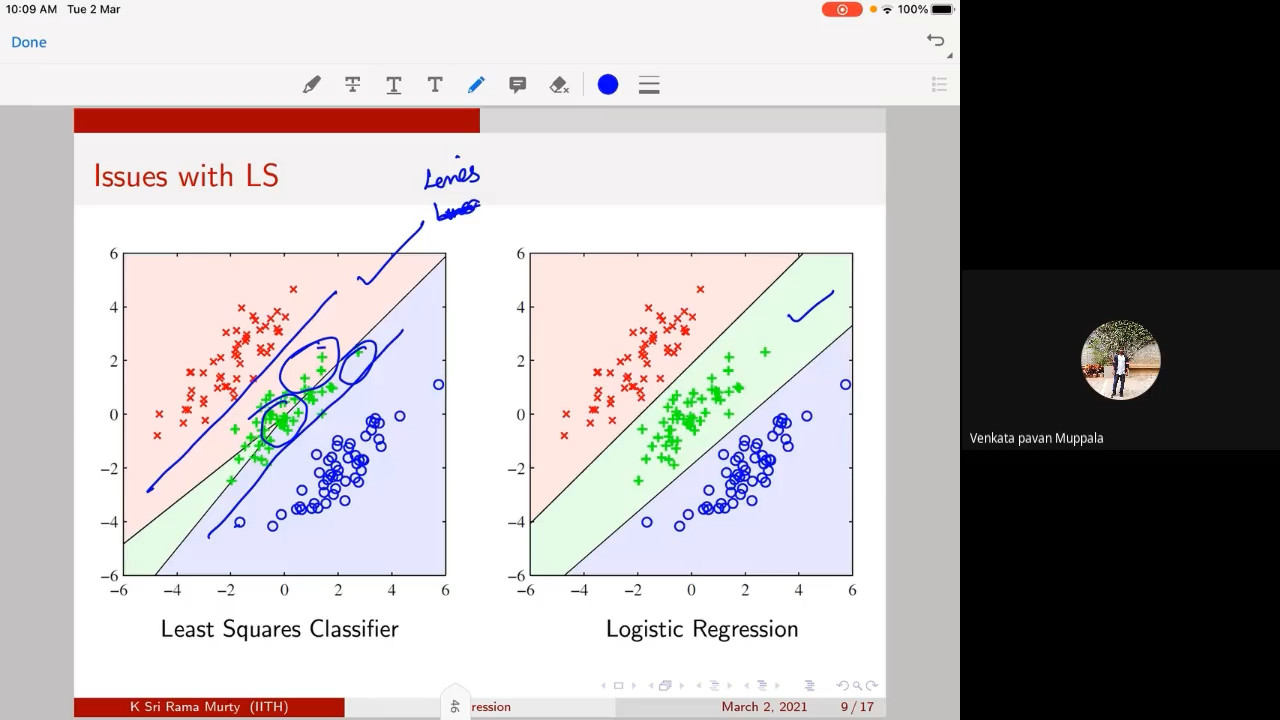 10:09 AM Tue 2 Mar
100%
Done
T T T
Issues with LS
6
4
2
0
−2
−4
−6
−6 −4 −2 0 2 4 6
Least Squares Classifier
6
4
2
0
−2
−4
−6
−6 −4 −2 0 2 4 6
Logistic Regression
K Sri Rama Murty (IITH)
46
ression
March 2, 2021
9 / 17
Venkata pavan Muppala